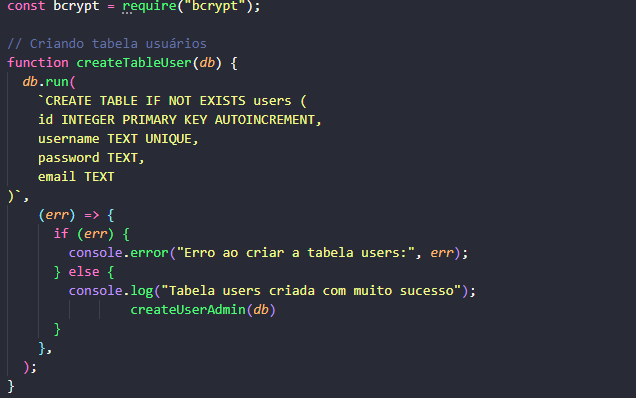 const bcrypt = require("bcrypt");
// Criando tabela usuários
function createTableUser(db) {
db.run(
`CREATE TABLE IF NOT EXISTS users (
id INTEGER PRIMARY KEY AUTOINCREMENT,
username TEXT UNIQUE,
password TEXT,
email TEXT
)`,
(err) => {
if (err) {
console.error("Erro ao criar a tabela users:", err);
} else {
console.log("Tabela users criada com muito sucesso");
createUserAdmin(db)
}
},
);
}